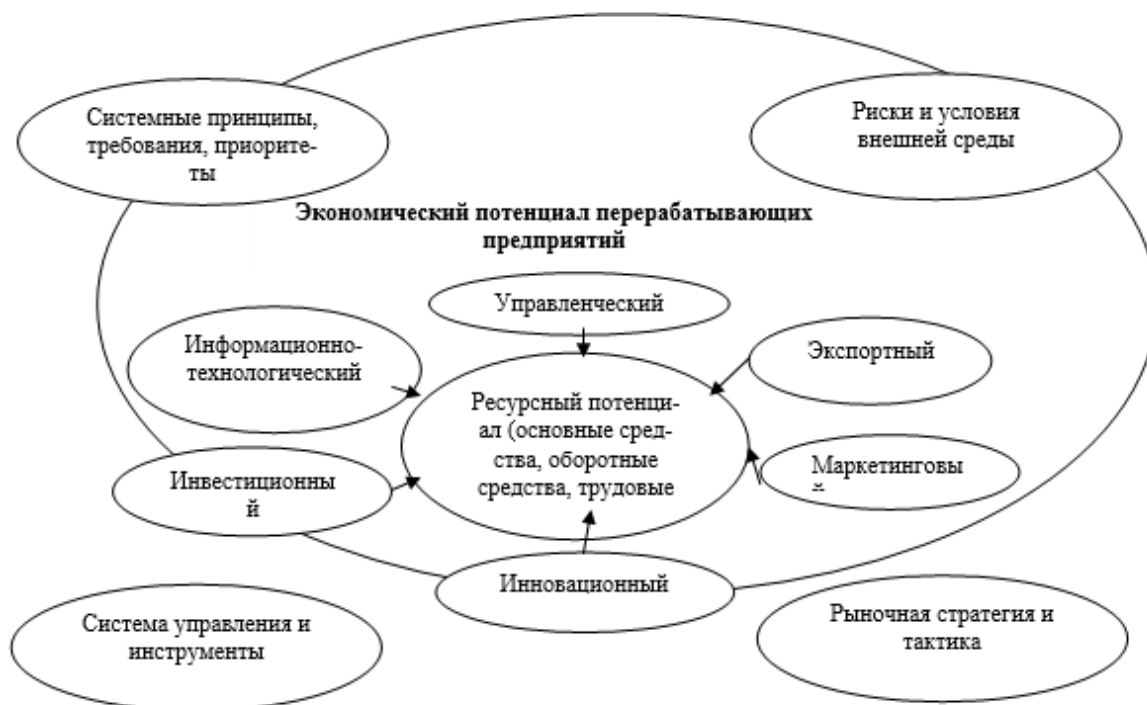 Системные принципы,
требования, приорите-
ты
Риски и условия
внешней среды
Экономический потенциал перерабатывающих
предприятий
Управленческий
Информационно-
технологический
Экспортный
Ресурсный потенци-
ал (основные сред-
ства, оборотные
средства, трудовые
Инвестиционны
й
Маркетинговы
й
Инновационный
Система управления и
инструменты
Рыночная стратегия и
тактика